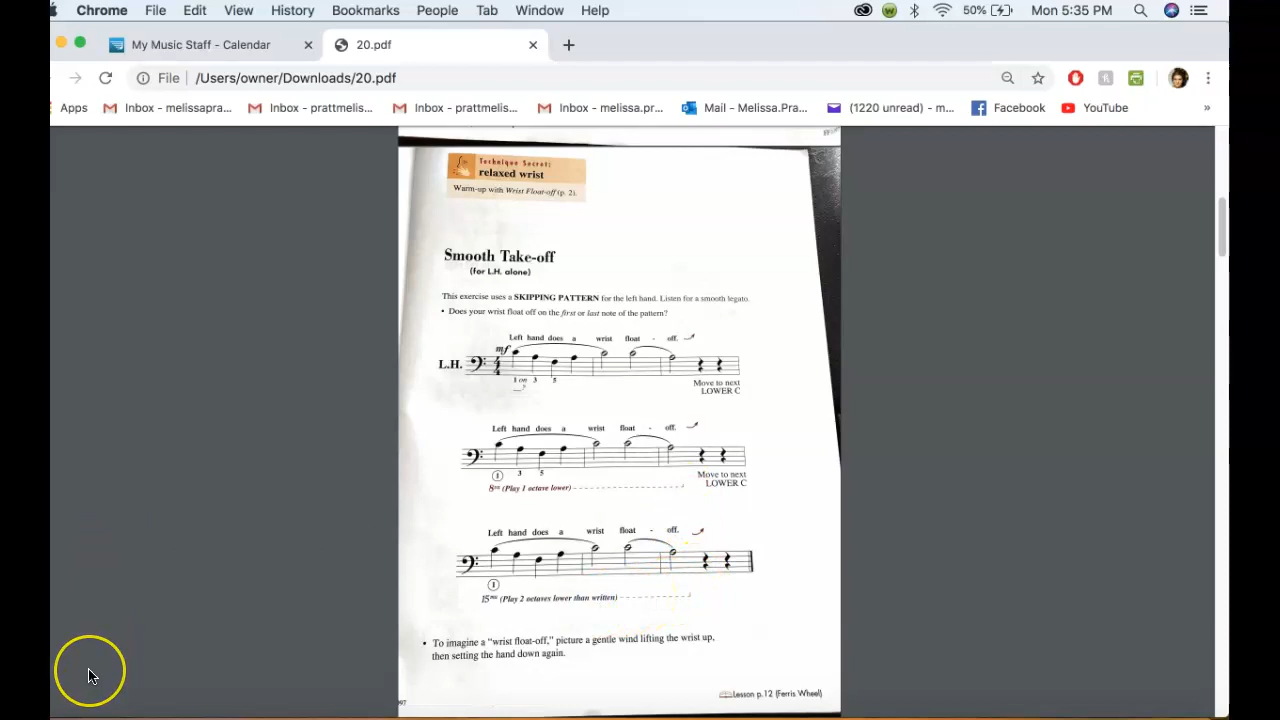 Chrome File Edit View History Bookmarks People Tab Window Help 50% Mon 5:35 PM
My Music Staff - Calendar 20.pdf
File /Users/owner/Downloads/20.pdf
Apps Inbox - melissapra... Inbox - prattmelis... Inbox - prattmelis... Inbox - melissa.pr... Mail - Melissa.Pra... (1220 unread) - m... Facebook YouTube »
Technique Secret:
relaxed wrist
Warm-up with Wrist Float-off (p. 2).
Smooth Take-off
(for L.H. alone)
This exercise uses a SKIPPING PATTERN for the left hand. Listen for a smooth legato.
• Does your wrist float off on the first or last note of the pattern?
Left hand does a wrist float - off.
mf
L.H.
4
4
1 on 3 5
Move to next
LOWER C
Left hand does a wrist float - off.
1 3 5
Move to next
LOWER C
8va (Play 1 octave lower)
Left hand does a wrist float - off.
1
15ma (Play 2 octaves lower than written)
• To imagine a “wrist float-off,” picture a gentle wind lifting the wrist up,
then setting the hand down again.
Lesson p.12 (Ferris Wheel)